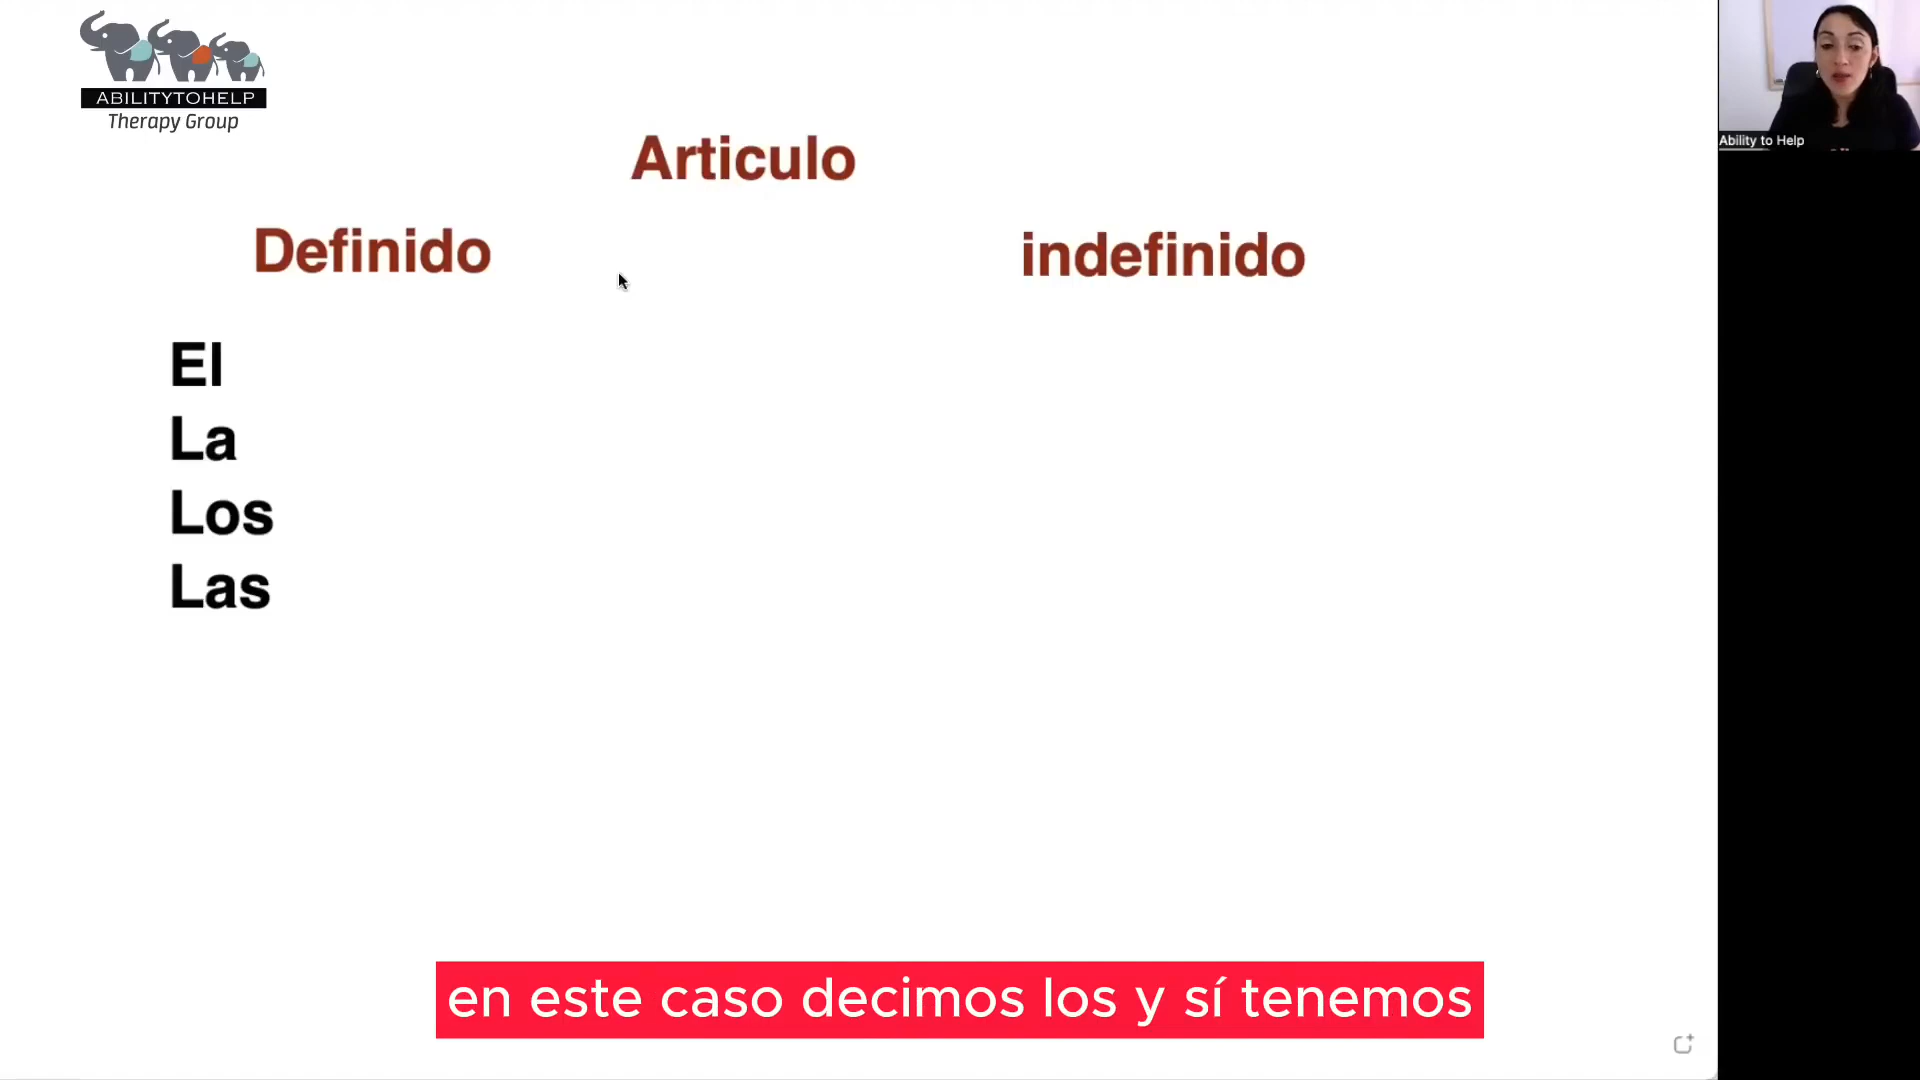 ABILITYTOHELP
Therapy Group
Ability to Help
Articulo
Definido
indefinido
El
La
Los
Las
en este caso decimos los y sí tenemos